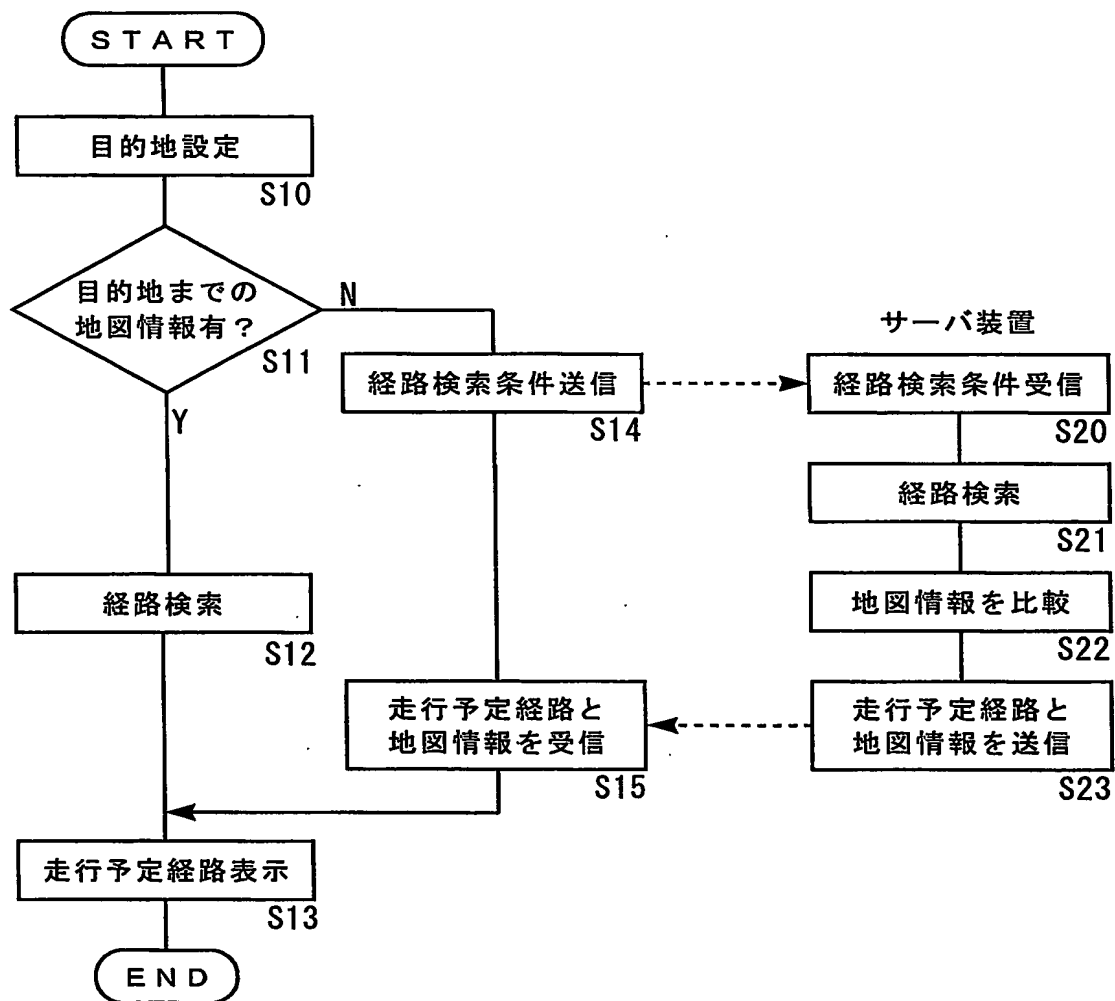 START
目的地設定
S10
目的地までの
地図情報有？
S11
N
Y
経路検索
S12
経路検索条件送信
S14
走行予定経路と
地図情報を受信
S15
サーバ装置
経路検索条件受信
S20
経路検索
S21
地図情報を比較
S22
走行予定経路と
地図情報を送信
S23
走行予定経路表示
S13
END